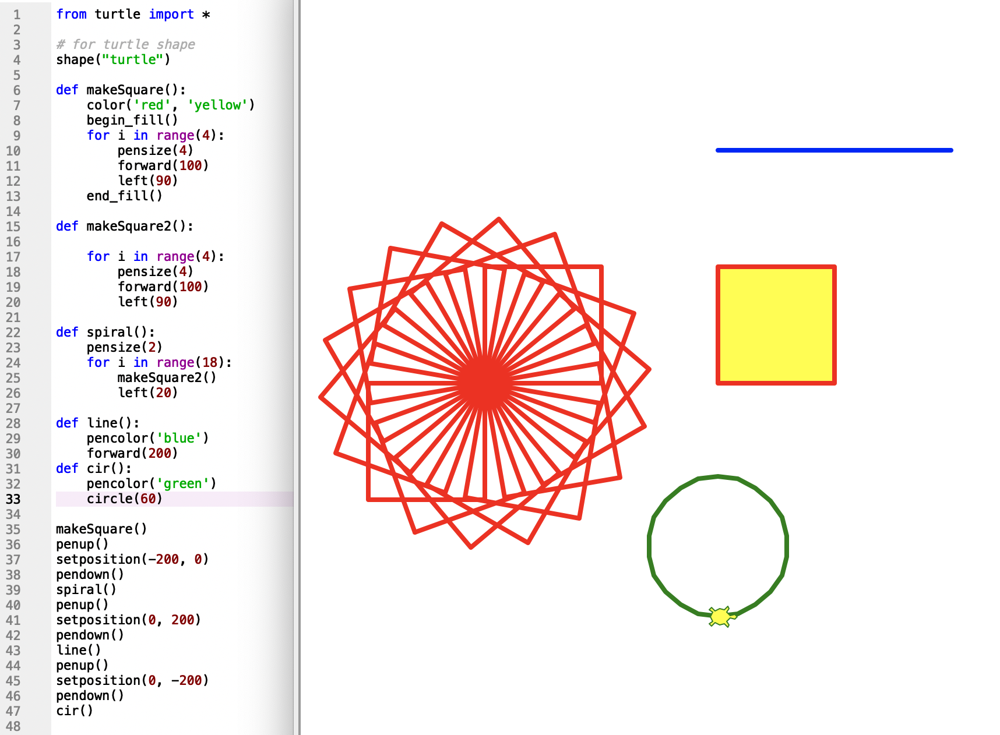 1 from turtle import *
2
3 # for turtle shape
4 shape("turtle")
5
6 def makeSquare():
7     color('red', 'yellow')
8     begin_fill()
9     for i in range(4):
10         pensize(4)
11         forward(100)
12         left(90)
13     end_fill()
14
15 def makeSquare2():
16
17     for i in range(4):
18         pensize(4)
19         forward(100)
20         left(90)
21
22 def spiral():
23     pensize(2)
24     for i in range(18):
25         makeSquare2()
26         left(20)
27
28 def line():
29     pencolor('blue')
30     forward(200)
31 def cir():
32     pencolor('green')
33     circle(60)
34
35 makeSquare()
36 penup()
37 setposition(-200, 0)
38 pendown()
39 spiral()
40 penup()
41 setposition(0, 200)
42 pendown()
43 line()
44 penup()
45 setposition(0, -200)
46 pendown()
47 cir()
48